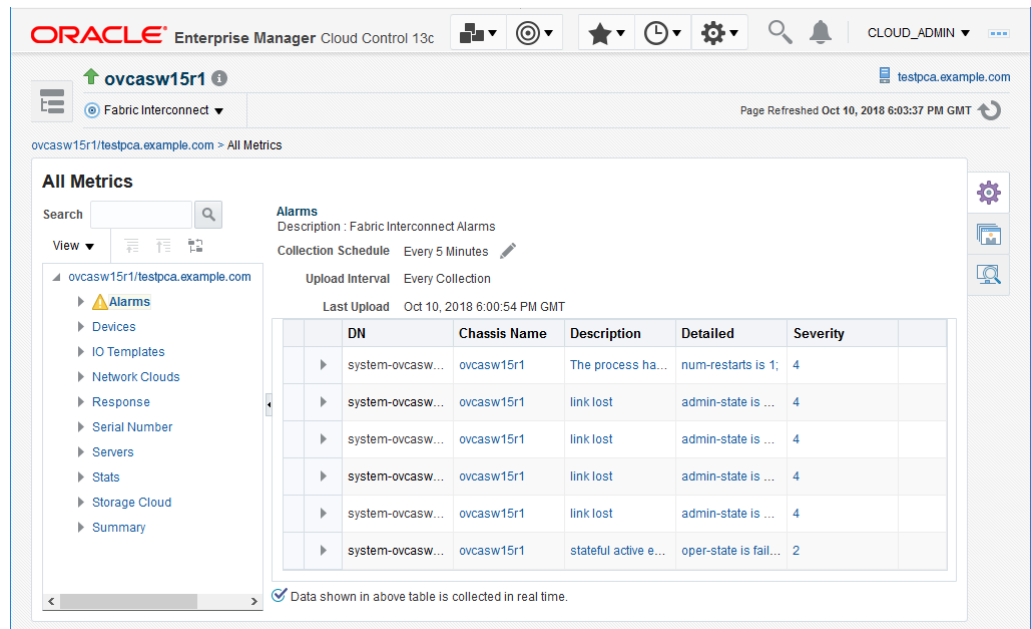 ORACLE® Enterprise Manager Cloud Control 13c
CLOUD_ADMIN
ovcasw15r1
testpca.example.com
Fabric Interconnect
Page Refreshed Oct 10, 2018 6:03:37 PM GMT
ovcasw15r1/testpca.example.com > All Metrics
All Metrics
Search
View
ovcasw15r1/testpca.example.com
Alarms
Devices
IO Templates
Network Clouds
Response
Serial Number
Servers
Stats
Storage Cloud
Summary
Alarms
Description : Fabric Interconnect Alarms
Collection Schedule Every 5 Minutes
Upload Interval Every Collection
Last Upload Oct 10, 2018 6:00:54 PM GMT
DN Chassis Name Description Detailed Severity
system-ovcasw... ovcasw15r1 The process ha... num-restarts is 1; 4
system-ovcasw... ovcasw15r1 link lost admin-state is ... 4
system-ovcasw... ovcasw15r1 link lost admin-state is ... 4
system-ovcasw... ovcasw15r1 link lost admin-state is ... 4
system-ovcasw... ovcasw15r1 link lost admin-state is ... 4
system-ovcasw... ovcasw15r1 stateful active e... oper-state is fail... 2
Data shown in above table is collected in real time.